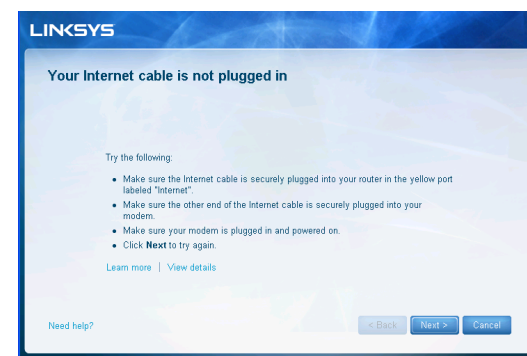 LINKSYS
Your Internet cable is not plugged in
Try the following:
• Make sure the Internet cable is securely plugged into your router in the yellow port
labeled "Internet".
• Make sure the other end of the Internet cable is securely plugged into your
modem.
• Make sure your modem is plugged in and powered on.
• Click Next to try again.
Learn more | View details
Need help? < Back Next > Cancel